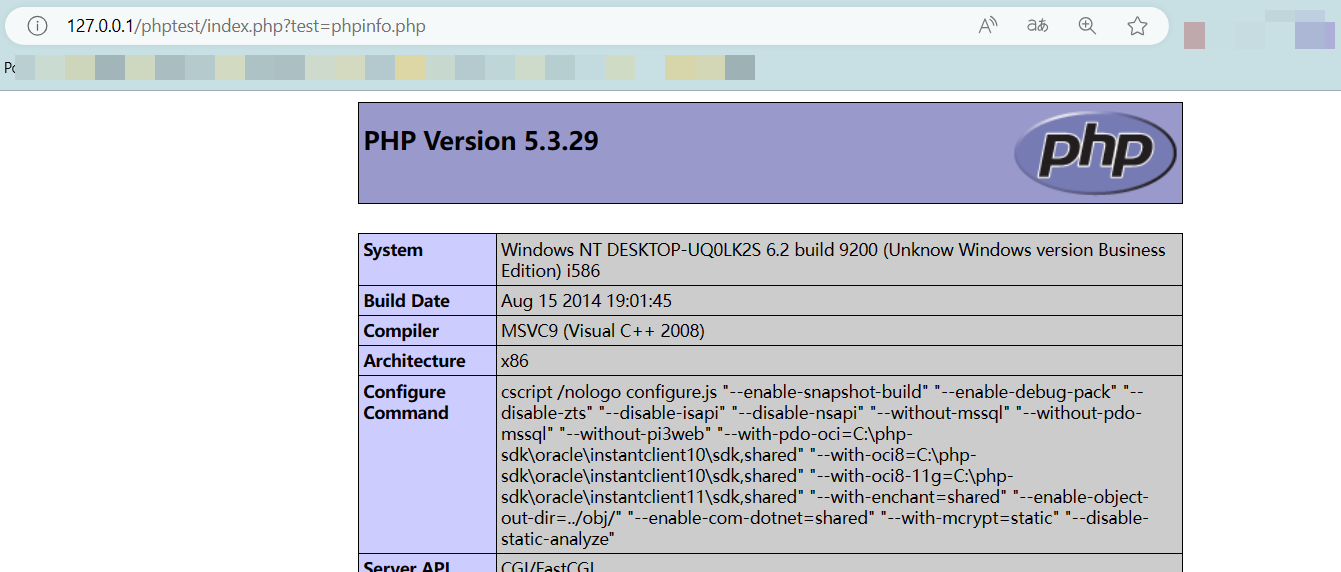 127.0.0.1/phptest/index.php?test=phpinfo.php
PHP Version 5.3.29
php
System
Windows NT DESKTOP-UQ0LK2S 6.2 build 9200 (Unknow Windows version Business
Edition) i586
Build Date
Aug 15 2014 19:01:45
Compiler
MSVC9 (Visual C++ 2008)
Architecture
x86
Configure
Command
cscript /nologo configure.js "--enable-snapshot-build" "--enable-debug-pack" "--
disable-zts" "--disable-isapi" "--disable-nsapi" "--without-mssql" "--without-pdo-
mssql" "--without-pi3web" "--with-pdo-oci=C:\php-
sdk\oracle\instantclient10\sdk,shared" "--with-oci8=C:\php-
sdk\oracle\instantclient10\sdk,shared" "--with-oci8-11g=C:\php-
sdk\oracle\instantclient11\sdk,shared" "--with-enchant=shared" "--enable-object-
out-dir=../obj/" "--enable-com-dotnet=shared" "--with-mcrypt=static" "--disable-
static-analyze"
Server API
CGI/FastCGI